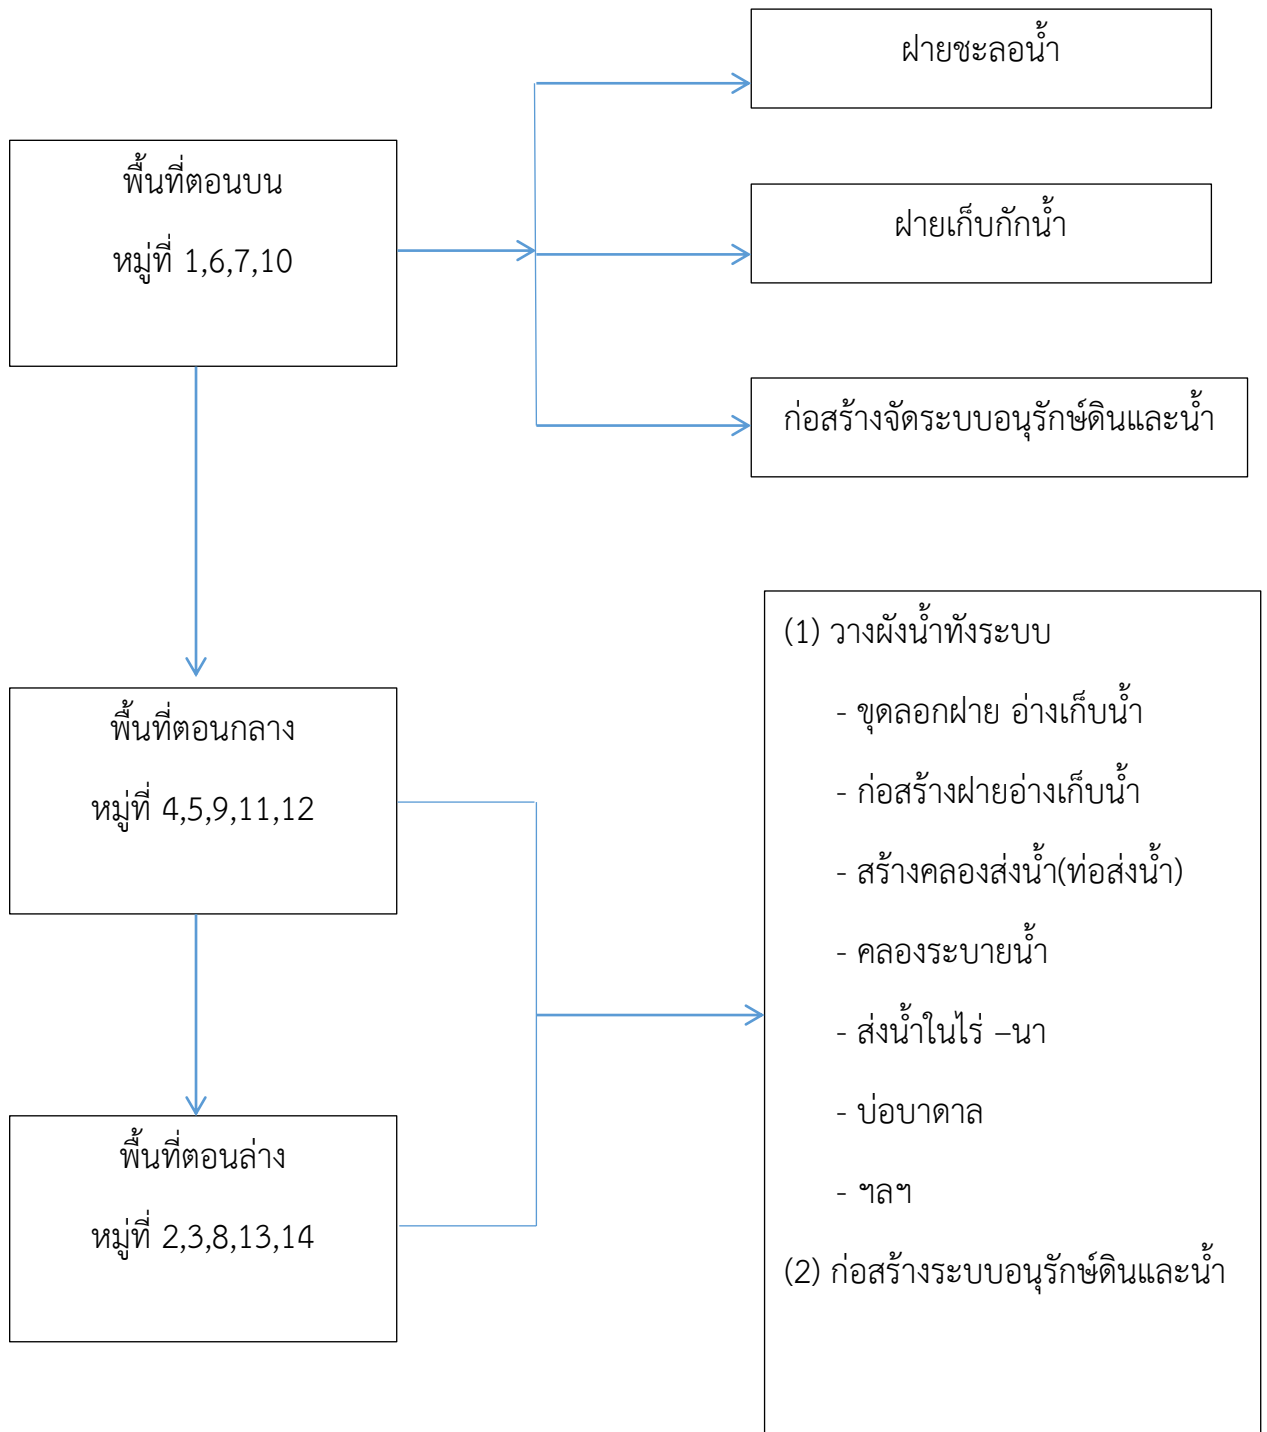 ฝายชะลอน้ำ
พื้นที่ตอนบน
หมู่ที่ 1,6,7,10
ฝายเก็บกักน้ำ
ก่อสร้างจัดระบบอนุรักษ์ดินและน้ำ
พื้นที่ตอนกลาง
หมู่ที่ 4,5,9,11,12
พื้นที่ตอนล่าง
หมู่ที่ 2,3,8,13,14
(1) วางผังน้ำทังระบบ
- ขุดลอกฝาย อ่างเก็บน้ำ
- ก่อสร้างฝายอ่างเก็บน้ำ
- สร้างคลองส่งน้ำ(ท่อส่งน้ำ)
- คลองระบายน้ำ
- ส่งน้ำในไร่ –นา
- บ่อบาดาล
- ฯลฯ
(2) ก่อสร้างระบบอนุรักษ์ดินและน้ำ